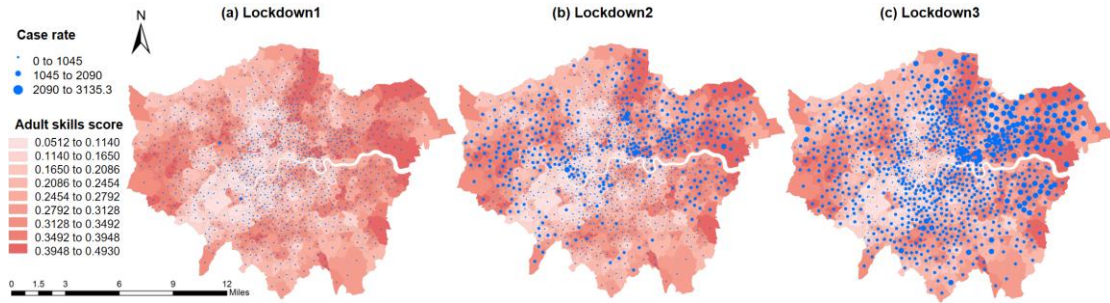 (a) Lockdown1
(b) Lockdown2
(c) Lockdown3
N
Case rate
0 to 1045
1045 to 2090
2090 to 3135.3
Adult skills score
0.0512 to 0.1140
0.1140 to 0.1650
0.1650 to 0.2086
0.2086 to 0.2454
0.2454 to 0.2792
0.2792 to 0.3128
0.3128 to 0.3492
0.3492 to 0.3948
0.3948 to 0.4930
0 1.5 3 6 9 12
Miles